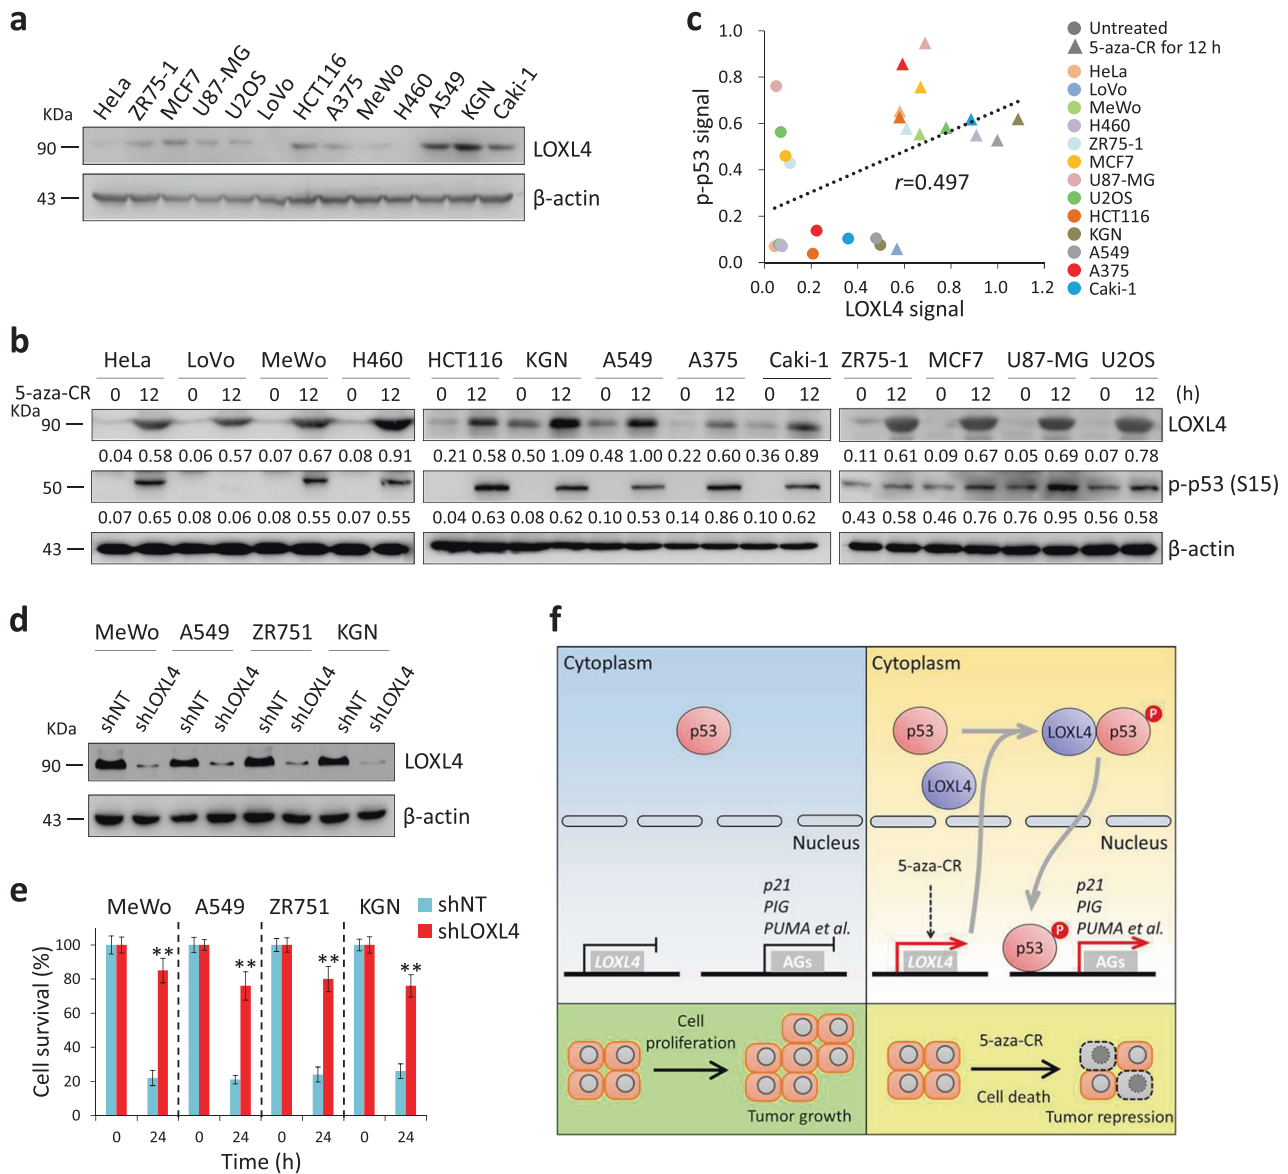 a
HeLa ZR75-1 MCF7 U87-MG U2OS LoVo HCT116 A375 MeWo H460 A549 KGN Caki-1
KDa
90 LOXL4
43 β-actin
c
p-p53 signal
1.0
0.8
0.6
0.4
0.2
0.0
r=0.497
0.0 0.2 0.4 0.6 0.8 1.0 1.2
LOXL4 signal
Untreated
5-aza-CR for 12 h
HeLa
LoVo
MeWo
H460
ZR75-1
MCF7
U87-MG
U2OS
HCT116
KGN
A549
A375
Caki-1
b
HeLa LoVo MeWo H460 HCT116 KGN A549 A375 Caki-1 ZR75-1 MCF7 U87-MG U2OS
5-aza-CR 0 12 0 12 0 12 0 12 0 12 0 12 0 12 0 12 0 12 0 12 0 12 0 12 0 12 (h)
KDa
90 LOXL4
0.04 0.58 0.06 0.57 0.07 0.67 0.08 0.91 0.21 0.58 0.50 1.09 0.48 1.00 0.22 0.60 0.36 0.89 0.11 0.61 0.09 0.67 0.05 0.69 0.07 0.78
50 p-p53 (S15)
0.07 0.65 0.08 0.06 0.08 0.55 0.07 0.55 0.04 0.63 0.08 0.62 0.10 0.53 0.14 0.86 0.10 0.62 0.43 0.58 0.46 0.76 0.76 0.95 0.56 0.58
43 β-actin
d
MeWo A549 ZR751 KGN
shNT shLOXL4 shNT shLOXL4 shNT shLOXL4 shNT shLOXL4
KDa
90 LOXL4
43 β-actin
e
MeWo A549 ZR751 KGN
shNT
shLOXL4
Cell survival (%)
100
80
60
40
20
0
** ** ** **
0 24 0 24 0 24 0 24
Time (h)
f
Cytoplasm
p53
Nucleus
p21
PIG
PUMA et al.
LOXL4 AGs
Cell
proliferation
Tumor growth
Cytoplasm
p53 LOXL4 p53 P
LOXL4
Nucleus
5-aza-CR
p21
PIG
PUMA et al.
p53 P
LOXL4 AGs
5-aza-CR
Cell death
Tumor repression